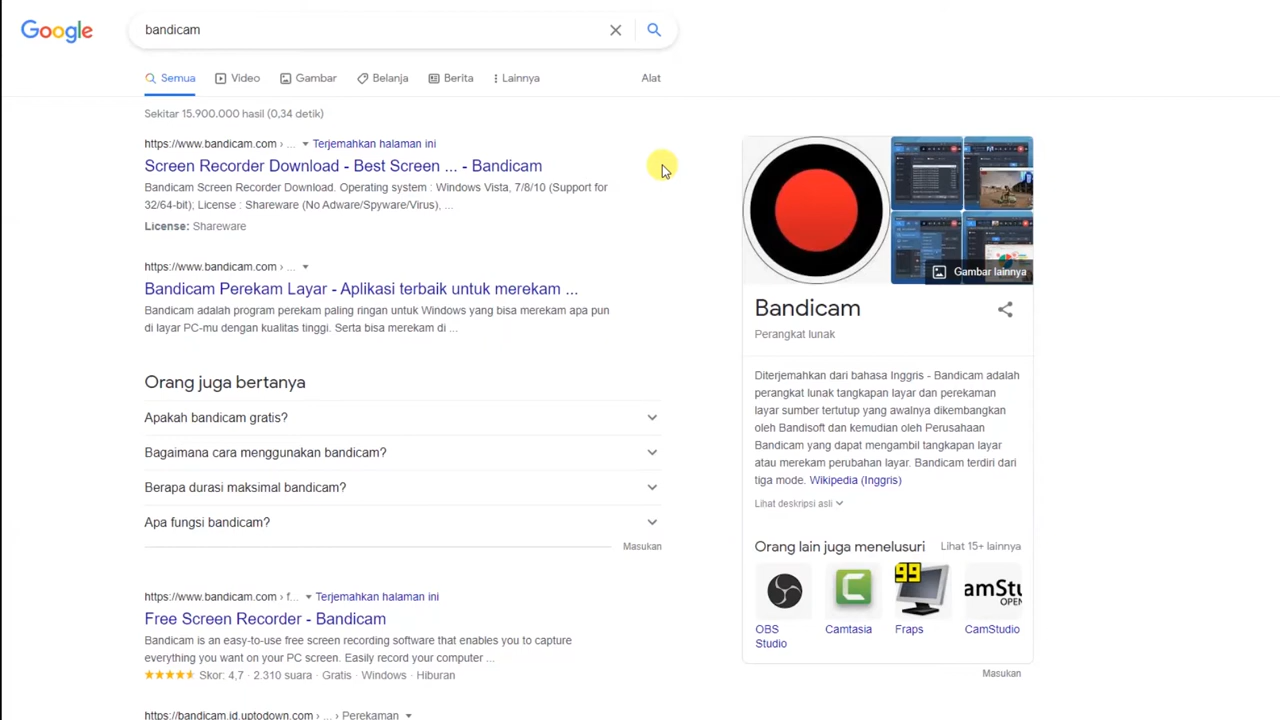 Google
bandicam
Semua
Video
Gambar
Belanja
Berita
Lainnya
Alat
Sekitar 15.900.000 hasil (0,34 detik)
https://www.bandicam.com › ... Terjemahkan halaman ini
Screen Recorder Download - Best Screen ... - Bandicam
Bandicam Screen Recorder Download. Operating system : Windows Vista, 7/8/10 (Support for
32/64-bit); License : Shareware (No Adware/Spyware/Virus), ...
License: Shareware
https://www.bandicam.com › ...
Bandicam Perekam Layar - Aplikasi terbaik untuk merekam ...
Bandicam adalah program perekam paling ringan untuk Windows yang bisa merekam apa pun
di layar PC-mu dengan kualitas tinggi. Serta bisa merekam di ...
Orang juga bertanya
Apakah bandicam gratis?
Bagaimana cara menggunakan bandicam?
Berapa durasi maksimal bandicam?
Apa fungsi bandicam?
Masukan
https://www.bandicam.com › f... Terjemahkan halaman ini
Free Screen Recorder - Bandicam
Bandicam is an easy-to-use free screen recording software that enables you to capture
everything you want on your PC screen. Easily record your computer ...
Skor: 4,7 · 2.310 suara · Gratis · Windows · Hiburan
https://bandicam.id.uptodown.com › ... › Perekaman
Gambar lainnya
Bandicam
Perangkat lunak
Diterjemahkan dari bahasa Inggris - Bandicam adalah
perangkat lunak tangkapan layar dan perekaman
layar sumber tertutup yang awalnya dikembangkan
oleh Bandisoft dan kemudian oleh Perusahaan
Bandicam yang dapat mengambil tangkapan layar
atau merekam perubahan layar. Bandicam terdiri dari
tiga mode. Wikipedia (Inggris)
Lihat deskripsi asli
Orang lain juga menelusuri
Lihat 15+ lainnya
99
amStu
OPEN
OBS
Studio
Camtasia
Fraps
CamStudio
Masukan